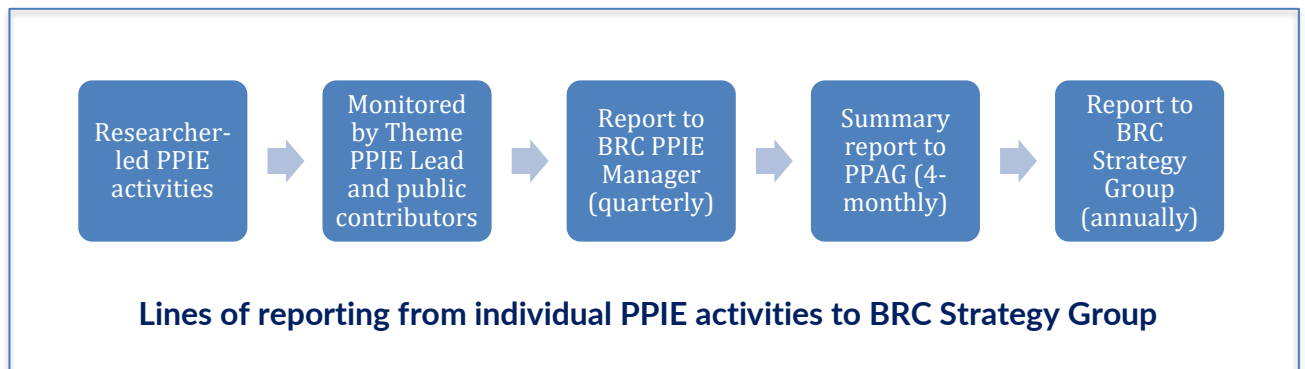 Researcher-
led PPIE
activities
Monitored
by Theme
PPIE Lead
and public
contributors
Report to
BRC PPIE
Manager
(quarterly)
Summary
report to
PPAG (4-
monthly)
Report to
BRC
Strategy
Group
(annually)
Lines of reporting from individual PPIE activities to BRC Strategy Group